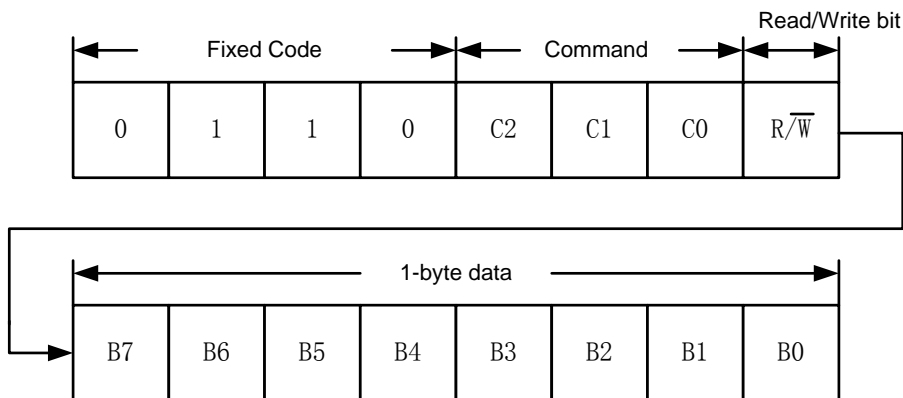 Read/Write bit
Fixed Code Command
0 1 1 0 C2 C1 C0 R/W̅
1-byte data
B7 B6 B5 B4 B3 B2 B1 B0